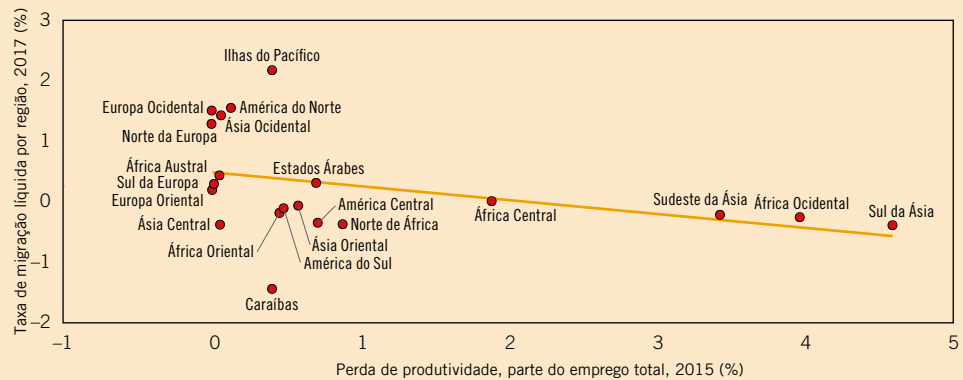 Taxa de migração líquida por região, 2017 (%)
3
2
1
0
−1
−2
Ilhas do Pacífico
Europa Ocidental
América do Norte
Ásia Ocidental
Norte da Europa
África Austral
Estados Árabes
Sul da Europa
Europa Oriental
América Central
Sudeste da Ásia
África Ocidental
Ásia Central
Norte de África
África Central
Sul da Ásia
África Oriental
Ásia Oriental
América do Sul
Caraíbas
−1
0
1
2
3
4
5
Perda de produtividade, parte do emprego total, 2015 (%)